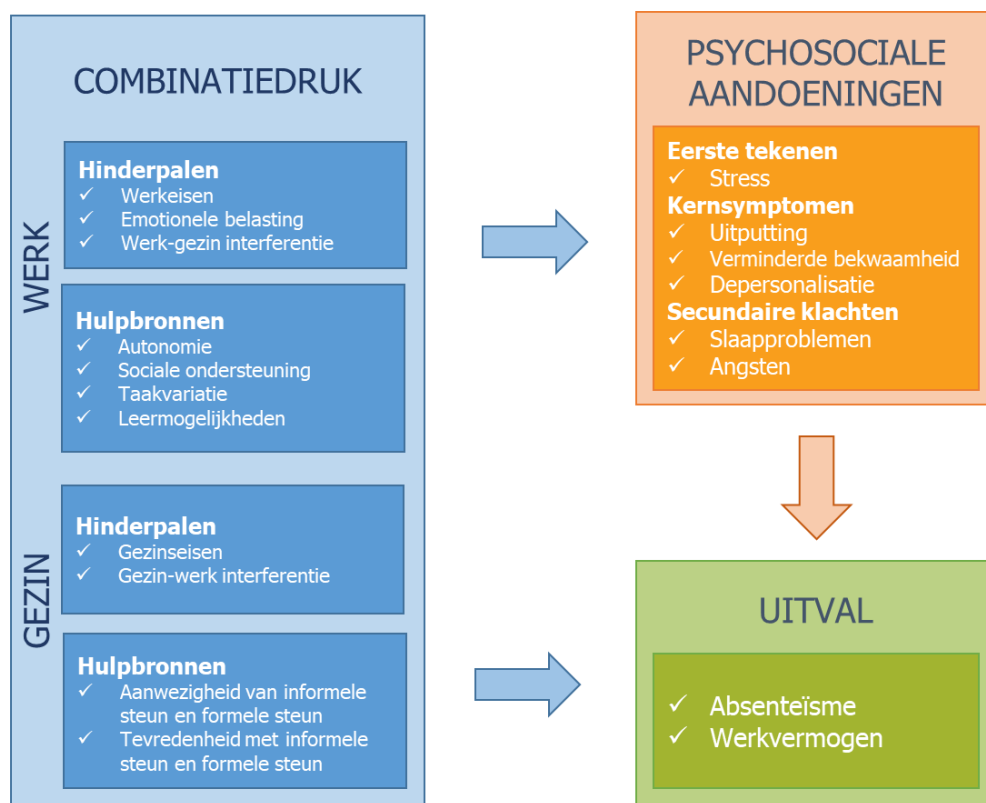 COMBINATIEDRUK
WERK
Hinderpalen
✓ Werkeisen
✓ Emotionele belasting
✓ Werk-gezin interferentie
Hulpbronnen
✓ Autonomie
✓ Sociale ondersteuning
✓ Taakvariatie
✓ Leermogelijkheden
GEZIN
Hinderpalen
✓ Gezinseisen
✓ Gezin-werk interferentie
Hulpbronnen
✓ Aanwezigheid van informele
steun en formele steun
✓ Tevredenheid met informele
steun en formele steun
PSYCHOSOCIALE
AANDOENINGEN
Eerste tekenen
✓ Stress
Kernsymptomen
✓ Uitputting
✓ Verminderde bekwaamheid
✓ Depersonalisatie
Secundaire klachten
✓ Slaapproblemen
✓ Angsten
UITVAL
✓ Absenteïsme
✓ Werkvermogen